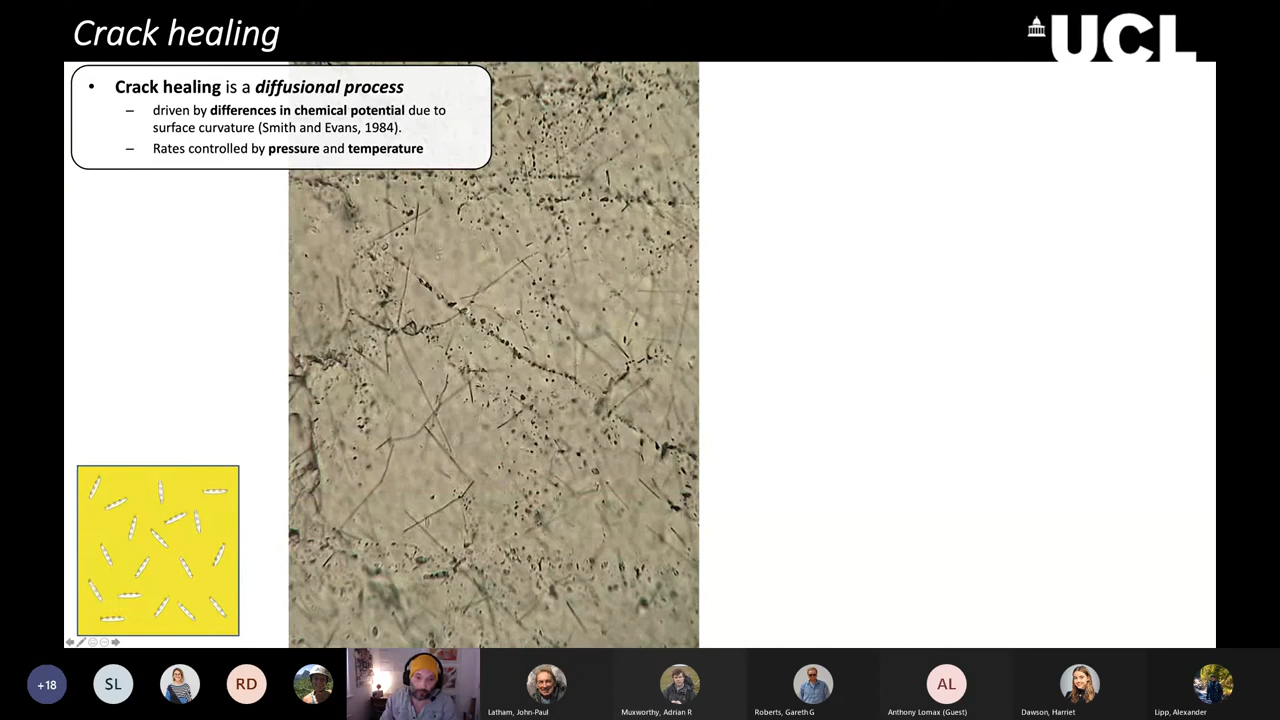 Crack healing
UCL
• Crack healing is a diffusional process
– driven by differences in chemical potential due to
surface curvature (Smith and Evans, 1984).
– Rates controlled by pressure and temperature
+18
SL
RD
AL
Latham, John-Paul
Muxworthy, Adrian R
Roberts, Gareth G
Anthony Lomax (Guest)
Dawson, Harriet
Lipp, Alexander